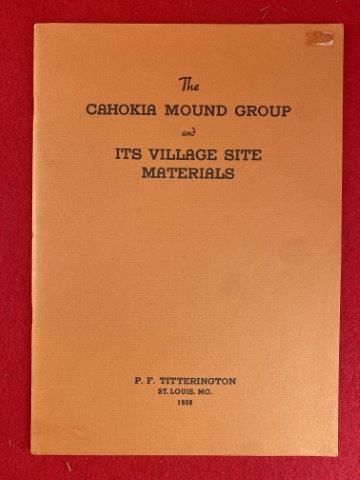 The
CAHOKIA MOUND GROUP
and
ITS VILLAGE SITE
MATERIALS
P. F. TITTERINGTON
ST. LOUIS, MO.
1938